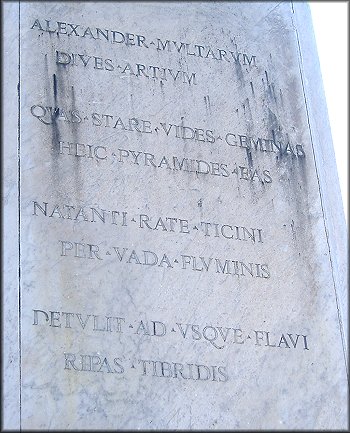 ALEXANDER·MVLTARVM
DIVES·ARTIVM
QVAS·STARE·VIDES·GEMINAS
HEIC·PYRAMIDES·EAS
NATANTI·RATE·TICINI
PER·VADA·FLVMINIS
DETVLIT·AD·VSQVE·FLAVI
RIPAS·TIBRIDIS